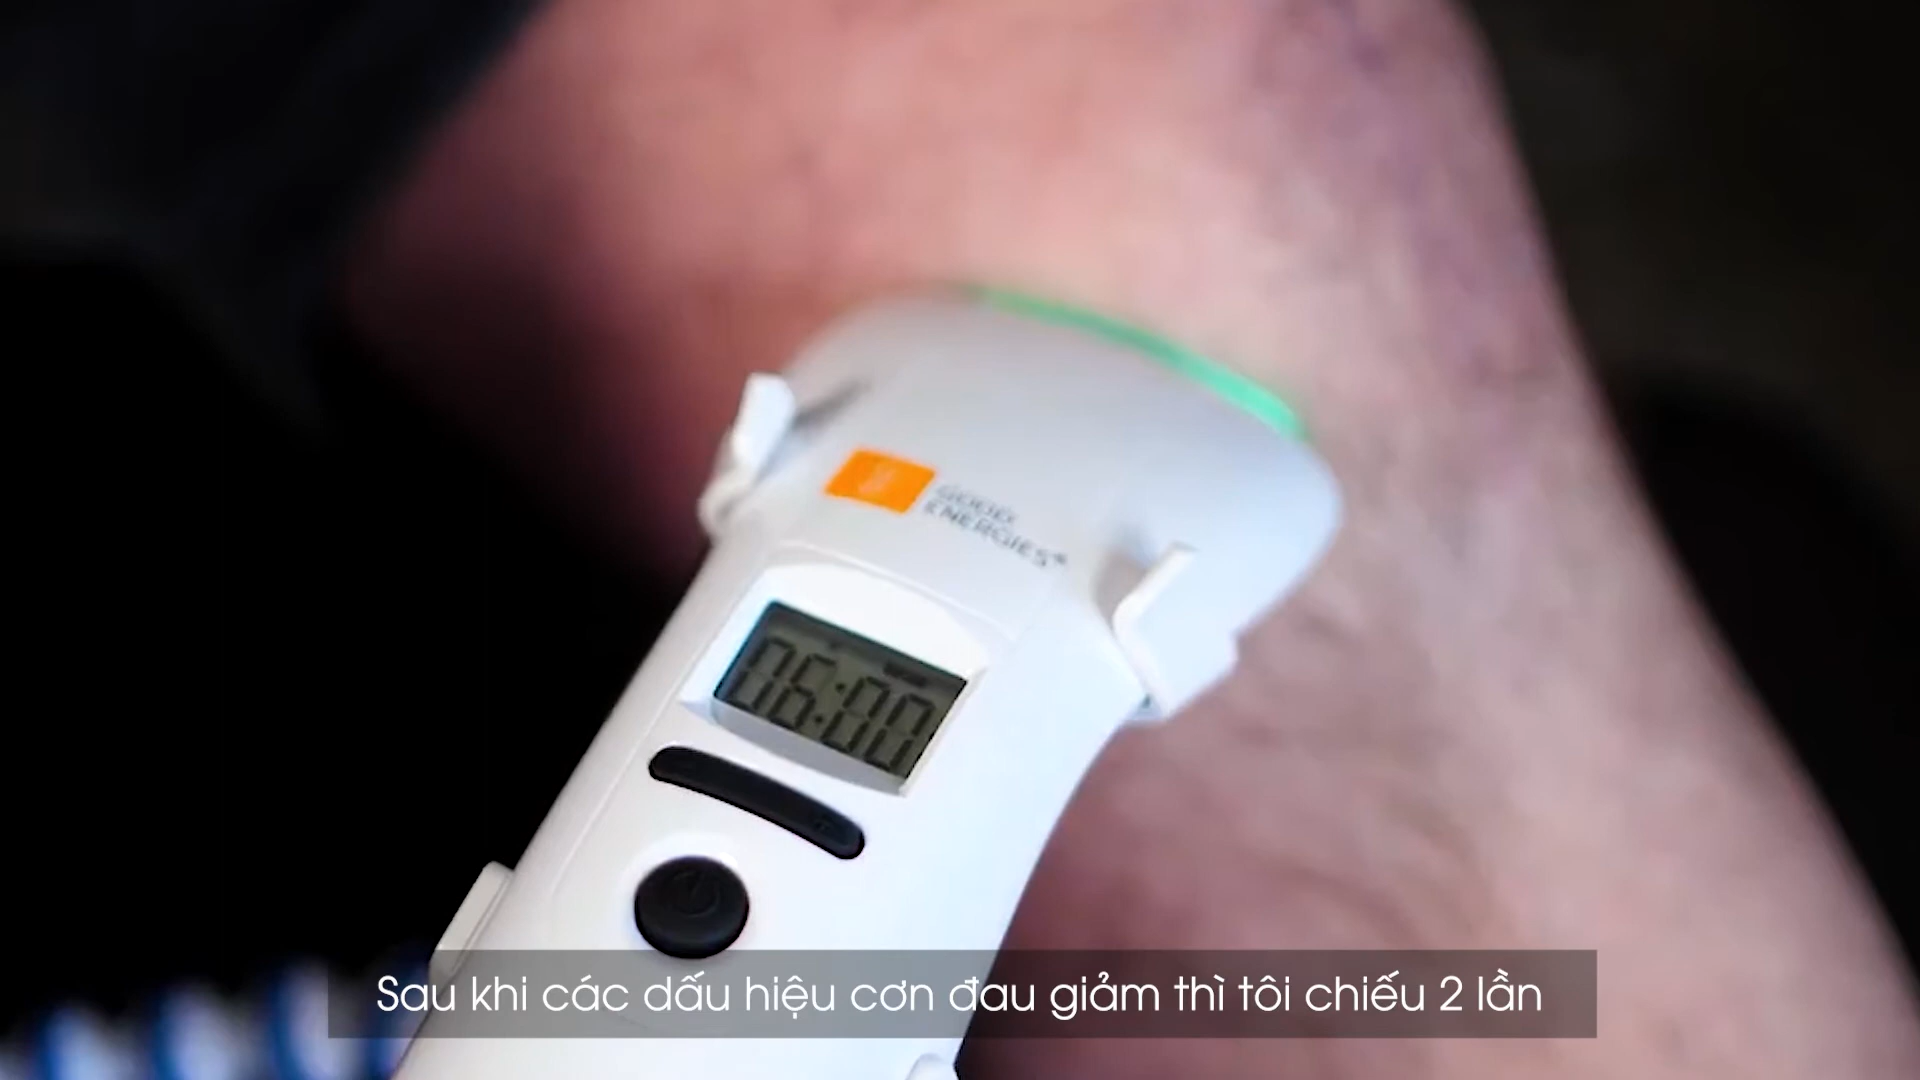 GOOD
ENERGIES®
06:00
Sau khi các dấu hiệu cơn đau giảm thì tôi chiếu 2 lần